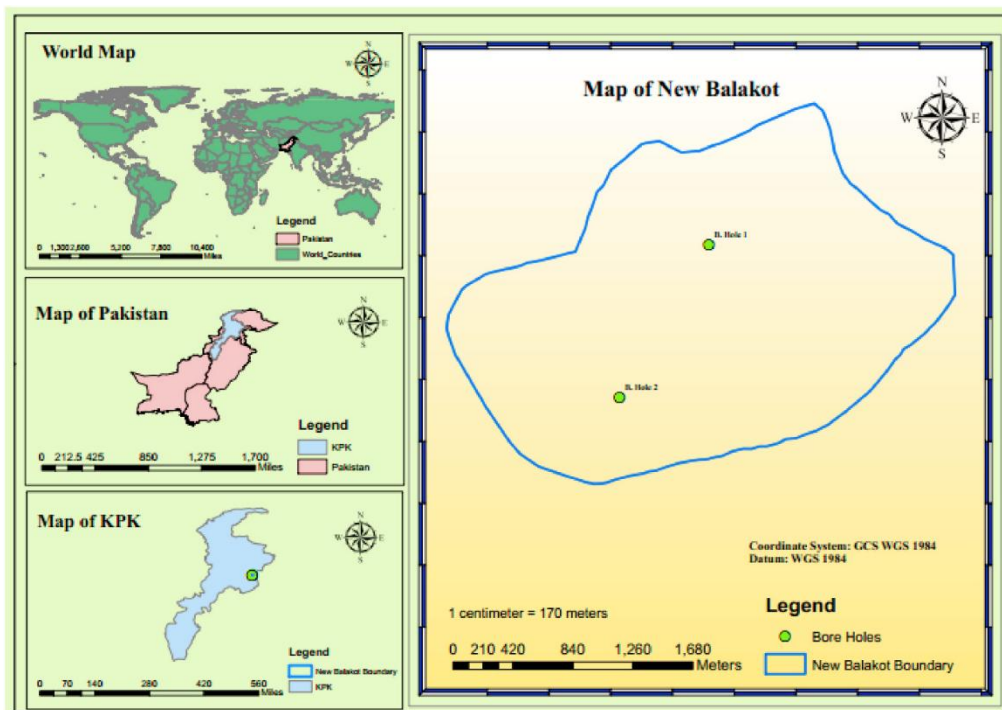 World Map
N
W E
S
Legend
Pakistan
World_Countries
0 1,300 2,600 5,200 7,800 10,400
Miles
Map of Pakistan
N
W E
S
Legend
KPK
Pakistan
0 212.5 425 850 1,275 1,700
Miles
Map of KPK
N
W E
S
Legend
New Balakot Boundary
KPK
0 70 140 280 420 560
Miles
Map of New Balakot
N
W E
S
B. Hole 1
B. Hole 2
Coordinate System: GCS WGS 1984
Datum: WGS 1984
1 centimeter = 170 meters
0 210 420 840 1,260 1,680
Meters
Legend
Bore Holes
New Balakot Boundary